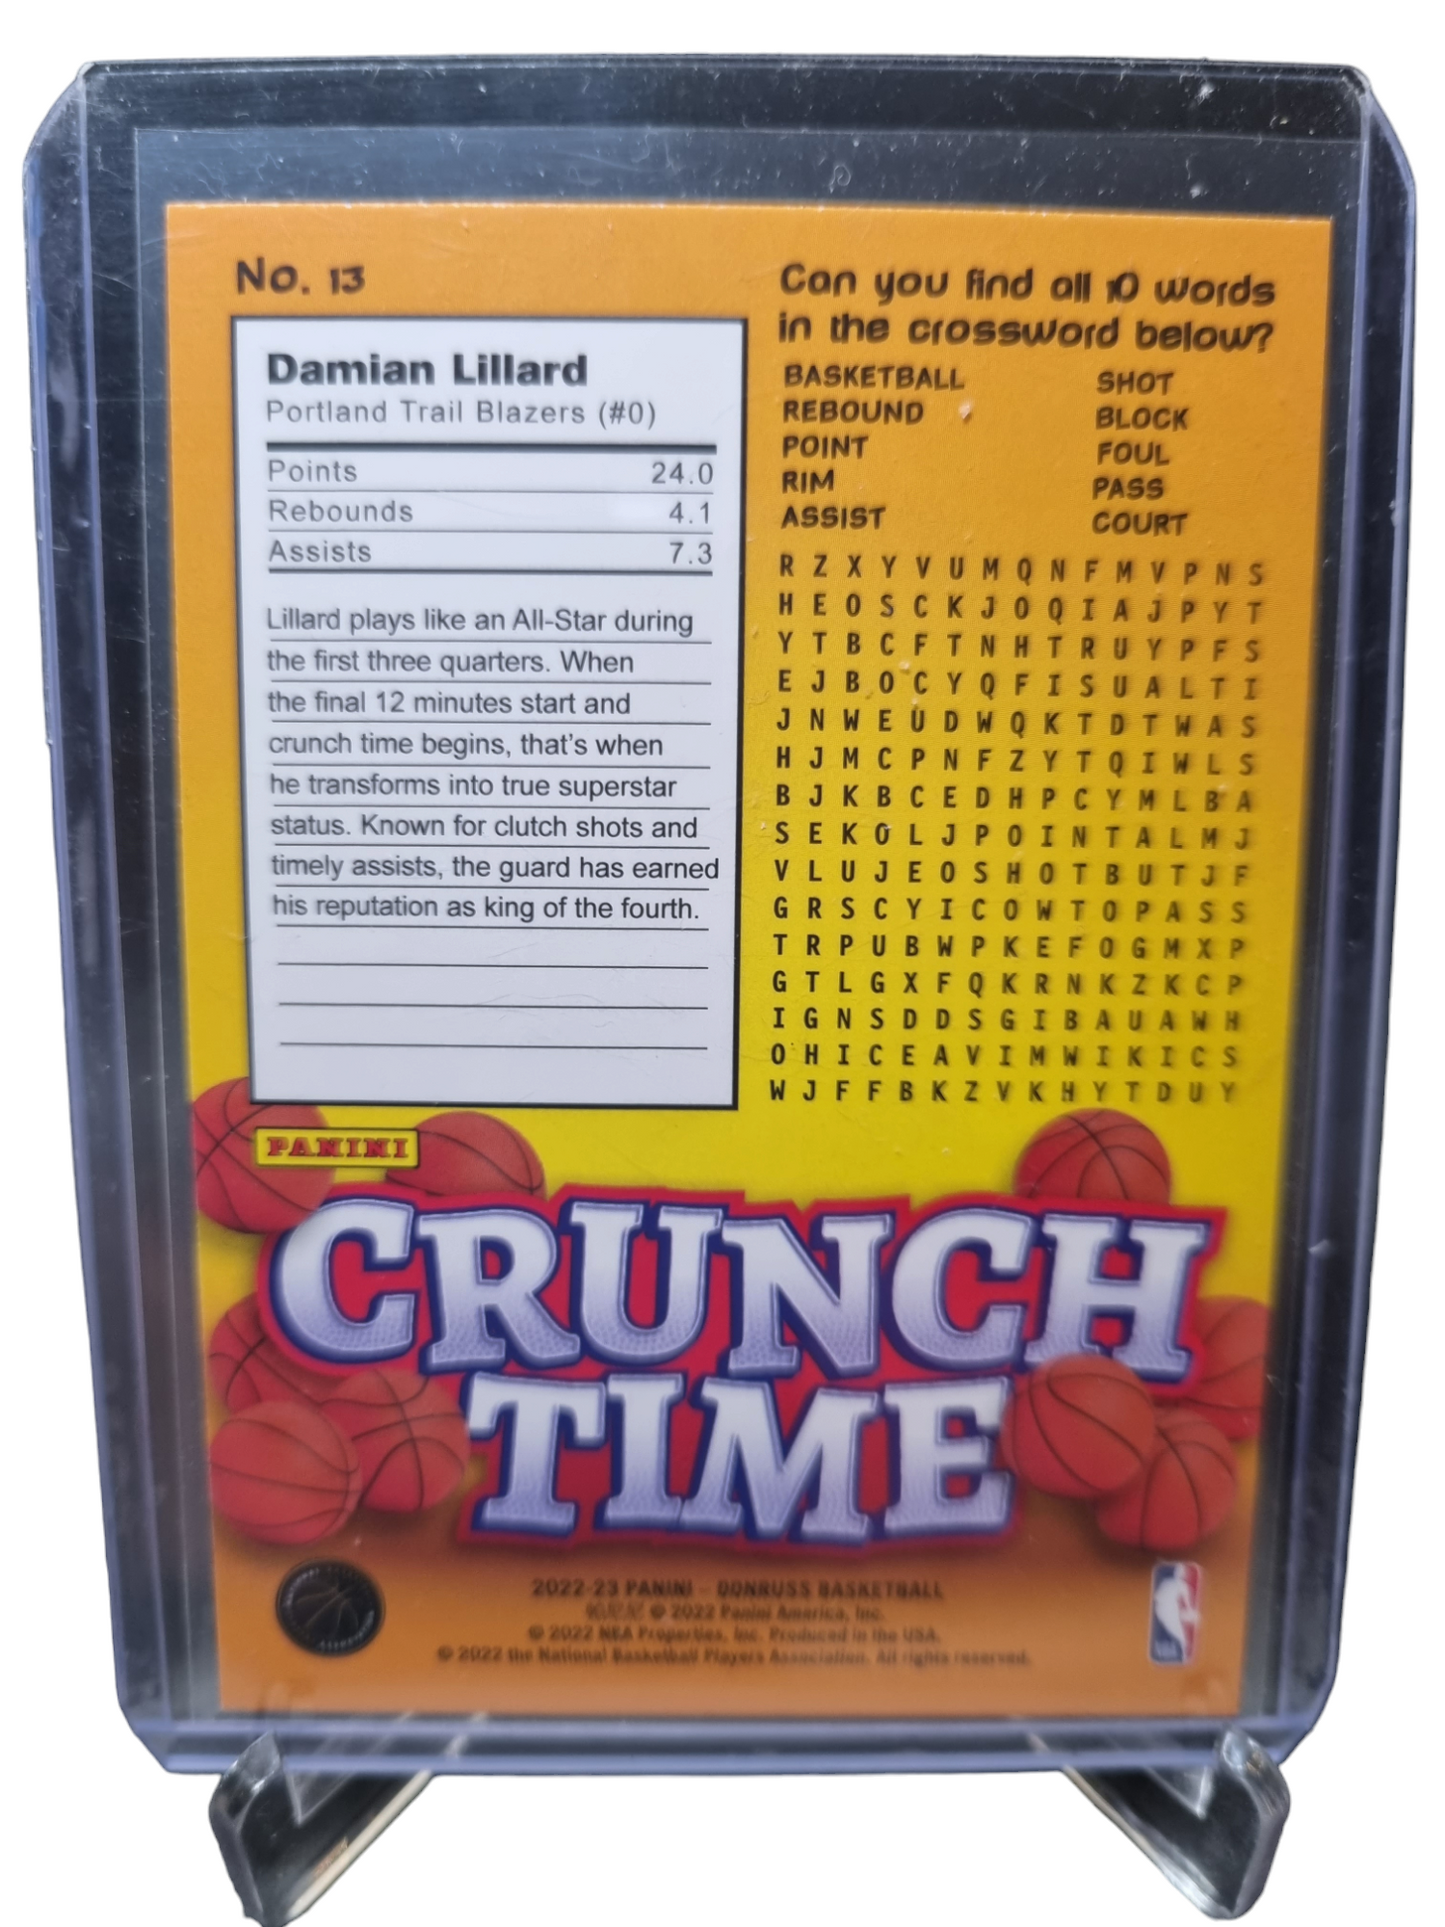 No. 13
Damian Lillard
Portland Trail Blazers (#0)
Points 24.0
Rebounds 4.1
Assists 7.3
Lillard plays like an All-Star during
the first three quarters. When
the final 12 minutes start and
crunch time begins, that's when
he transforms into true superstar
status. Known for clutch shots and
timely assists, the guard has earned
his reputation as king of the fourth.
Can you find all 10 words
in the crossword below?
BASKETBALL SHOT
REBOUND BLOCK
POINT FOUL
RIM PASS
ASSIST COURT
R Z X Y V U M Q N F M V P N S
H E O S C K J O Q I A J P Y T
Y T B C F T N H T R U Y P F S
E J B O C Y Q F I S U A L T I
J N W E U D W Q K T D T W A S
H J M C P N F Z Y T Q I W L S
B J K B C E D H P C Y M L B A
S E K O L J P O I N T A L M J
V L U J E O S H O T B U T J F
G R S C Y I C O W T O P A S S
T R P U B W P K E F O G M X P
G T L G X F Q K R N K Z K C P
I G N S D D S G I B A U A W H
O H I C E A V I M W I K I C S
W J F F B K Z V K H Y T D U Y
PANINI
CRUNCH
TIME
2022-23 PANINI – DONRUSS BASKETBALL
© 2022 Panini America, Inc.
© 2022 NBA Properties, Inc. Produced in the USA.
© 2022 the National Basketball Players Association. All rights reserved.